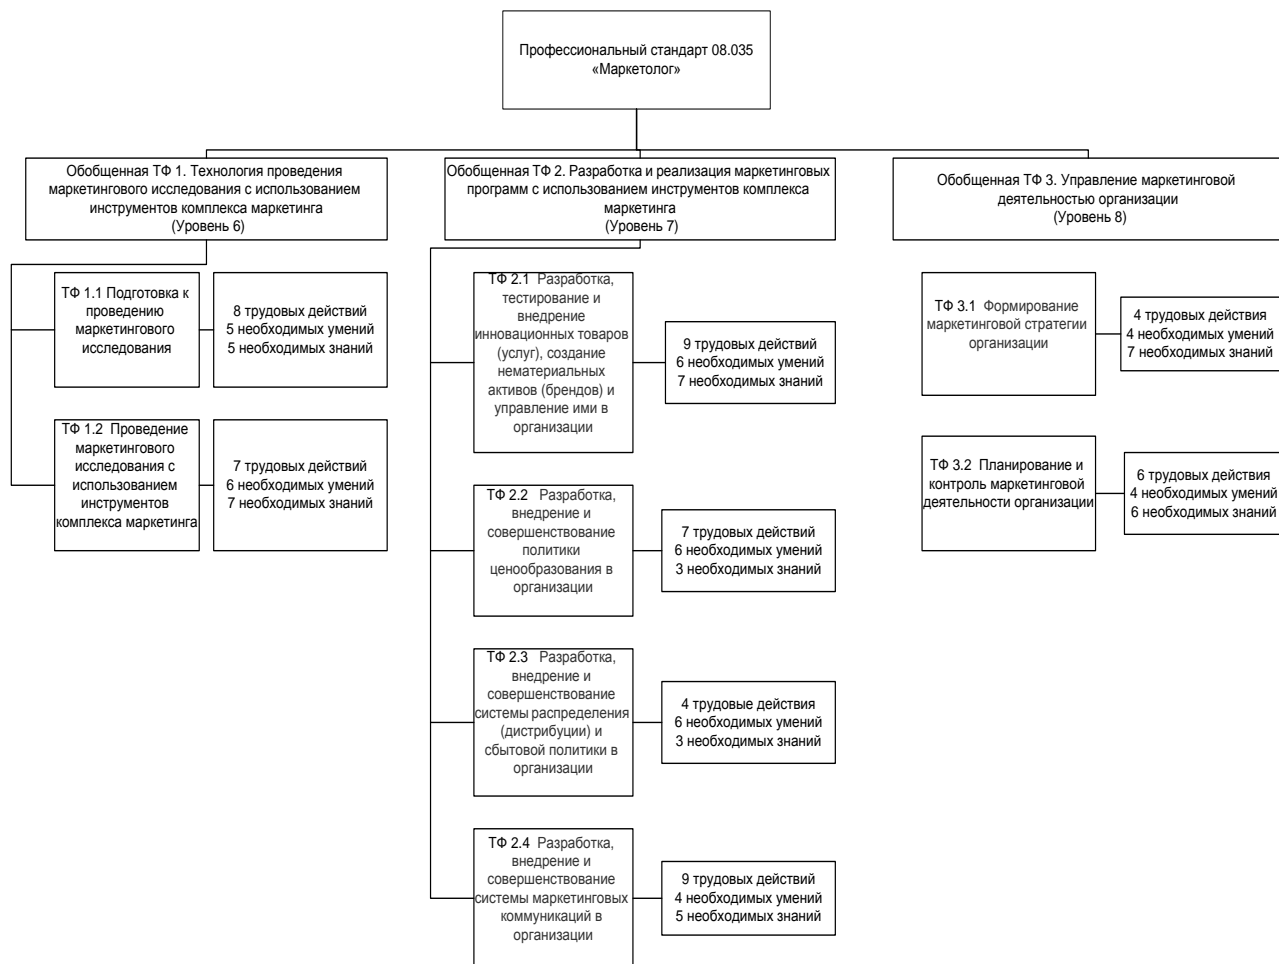 Профессиональный стандарт 08.035
«Маркетолог»
Обобщенная ТФ 1. Технология проведения
маркетингового исследования с использованием
инструментов комплекса маркетинга
(Уровень 6)
Обобщенная ТФ 2. Разработка и реализация маркетинговых
программ с использованием инструментов комплекса
маркетинга
(Уровень 7)
Обобщенная ТФ 3. Управление маркетинговой
деятельностью организации
(Уровень 8)
ТФ 1.1 Подготовка к
проведению
маркетингового
исследования
8 трудовых действий
5 необходимых умений
5 необходимых знаний
ТФ 1.2 Проведение
маркетингового
исследования с
использованием
инструментов
комплекса маркетинга
7 трудовых действий
6 необходимых умений
7 необходимых знаний
ТФ 2.1 Разработка,
тестирование и
внедрение
инновационных товаров
(услуг), создание
нематериальных
активов (брендов) и
управление ими в
организации
9 трудовых действий
6 необходимых умений
7 необходимых знаний
ТФ 2.2 Разработка,
внедрение и
совершенствование
политики
ценообразования в
организации
7 трудовых действий
6 необходимых умений
3 необходимых знаний
ТФ 2.3 Разработка,
внедрение и
совершенствование
системы распределения
(дистрибуции) и
сбытовой политики в
организации
4 трудовые действия
6 необходимых умений
3 необходимых знаний
ТФ 2.4 Разработка,
внедрение и
совершенствование
системы маркетинговых
коммуникаций в
организации
9 трудовых действий
4 необходимых умений
5 необходимых знаний
ТФ 3.1 Формирование
маркетинговой стратегии
организации
4 трудовых действия
4 необходимых умений
7 необходимых знаний
ТФ 3.2 Планирование и
контроль маркетинговой
деятельности организации
6 трудовых действия
4 необходимых умений
6 необходимых знаний